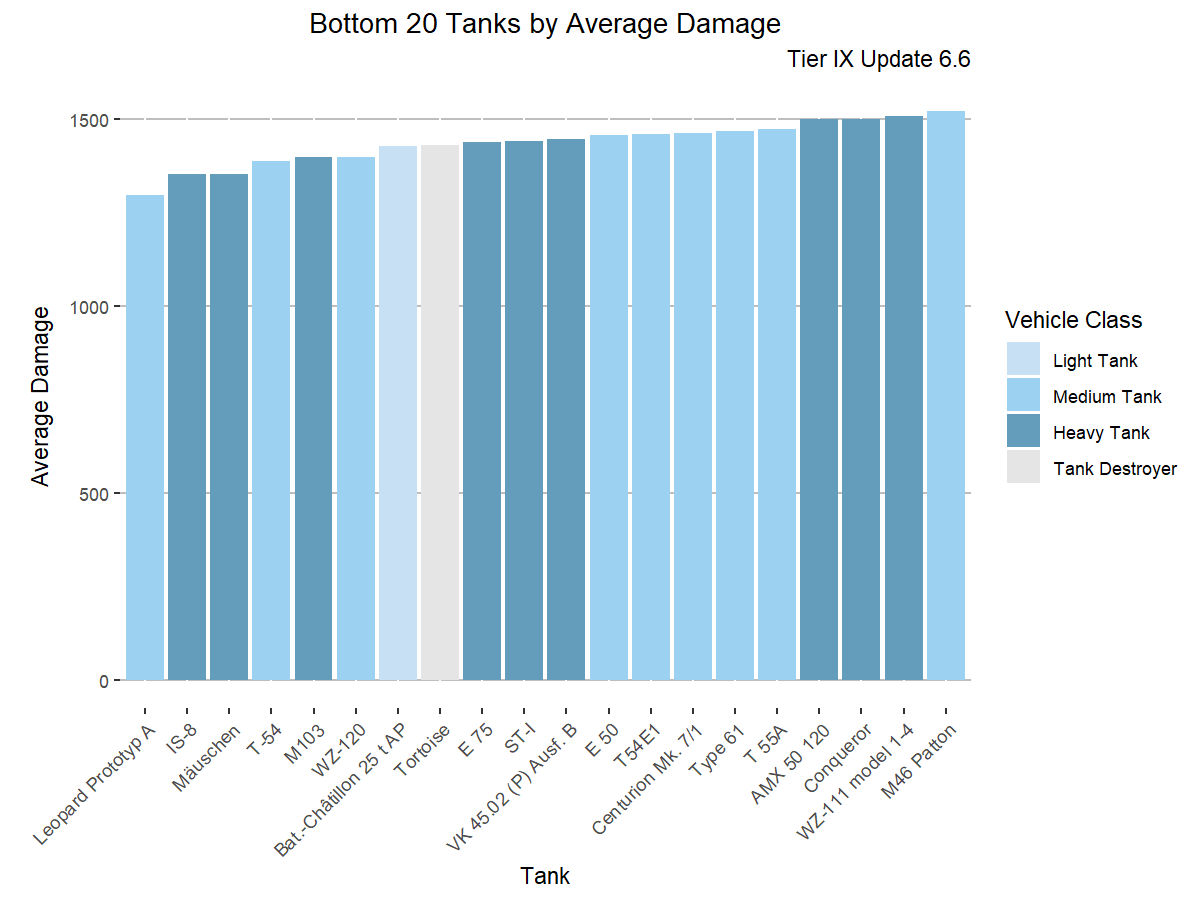 Bottom 20 Tanks by Average Damage
Tier IX Update 6.6
1500
1000
500
0
Average Damage
Leopard Prototyp A
IS-8
Mäuschen
T-54
M103
WZ-120
Bat.-Châtillon 25 t AP
Tortoise
E 75
ST-I
VK 45.02 (P) Ausf. B
E 50
T54E1
Centurion Mk. 7/1
Type 61
T 55A
AMX 50 120
Conqueror
WZ-111 model 1-4
M46 Patton
Tank
Vehicle Class
Light Tank
Medium Tank
Heavy Tank
Tank Destroyer